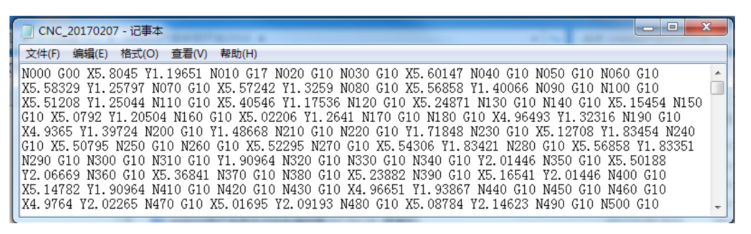 CNC_20170207 - 记事本
文件(F) 编辑(E) 格式(O) 查看(V) 帮助(H)
N000 G00 X5.8045 Y1.19651 N010 G17 N020 G10 N030 G10 X5.60147 N040 G10 N050 G10 N060 G10
X5.58329 Y1.25797 N070 G10 X5.57242 Y1.3259 N080 G10 X5.56858 Y1.40066 N090 G10 N100 G10
X5.51208 Y1.25044 N110 G10 X5.40546 Y1.17536 N120 G10 X5.24871 N130 G10 N140 G10 X5.15454 N150
G10 X5.0792 Y1.20504 N160 G10 X5.02206 Y1.2641 N170 G10 N180 G10 X4.96493 Y1.32316 N190 G10
X4.9365 Y1.39724 N200 G10 Y1.48668 N210 G10 N220 G10 Y1.71848 N230 G10 X5.12708 Y1.83454 N240
G10 X5.50795 N250 G10 N260 G10 X5.52295 N270 G10 X5.54306 Y1.83421 N280 G10 X5.56858 Y1.83351
N290 G10 N300 G10 N310 G10 Y1.90964 N320 G10 N330 G10 N340 G10 Y2.01446 N350 G10 X5.50188
Y2.06669 N360 G10 X5.36841 N370 G10 N380 G10 X5.23882 N390 G10 X5.16541 Y2.01446 N400 G10
X5.14782 Y1.90964 N410 G10 N420 G10 N430 G10 X4.96651 Y1.93867 N440 G10 N450 G10 N460 G10
X4.9764 Y2.02265 N470 G10 X5.01695 Y2.09193 N480 G10 X5.08784 Y2.14623 N490 G10 N500 G10